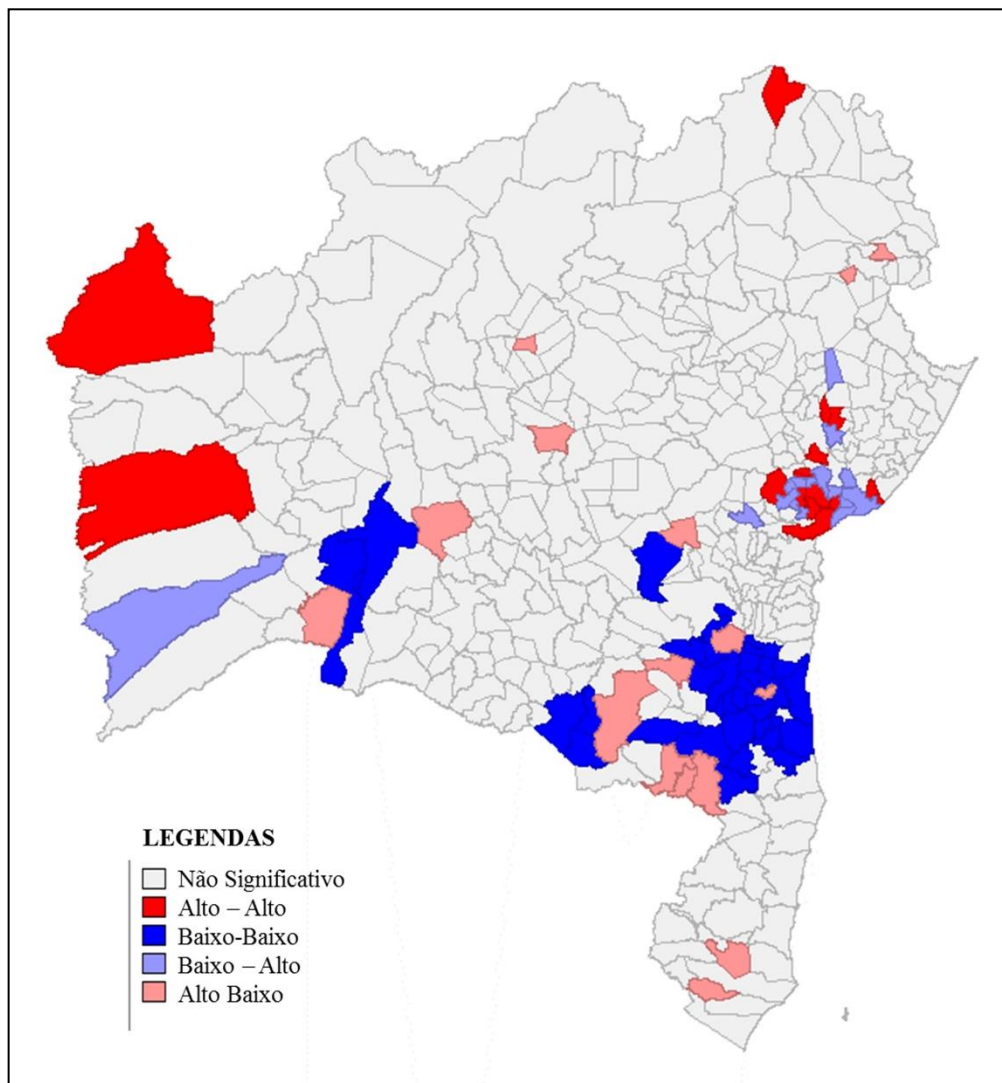 LEGENDAS
Não Significativo
Alto – Alto
Baixo-Baixo
Baixo – Alto
Alto Baixo